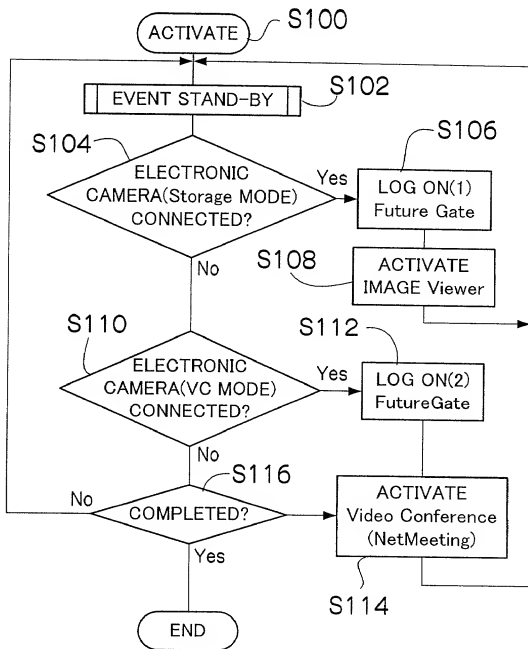 ACTIVATE
S100
EVENT STAND-BY
S102
S104
ELECTRONIC
CAMERA(Storage MODE)
CONNECTED?
Yes
No
S106
LOG ON(1)
Future Gate
S108
ACTIVATE
IMAGE Viewer
S110
ELECTRONIC
CAMERA(VC MODE)
CONNECTED?
Yes
No
S112
LOG ON(2)
FutureGate
S116
COMPLETED?
No
Yes
ACTIVATE
Video Conference
(NetMeeting)
S114
END